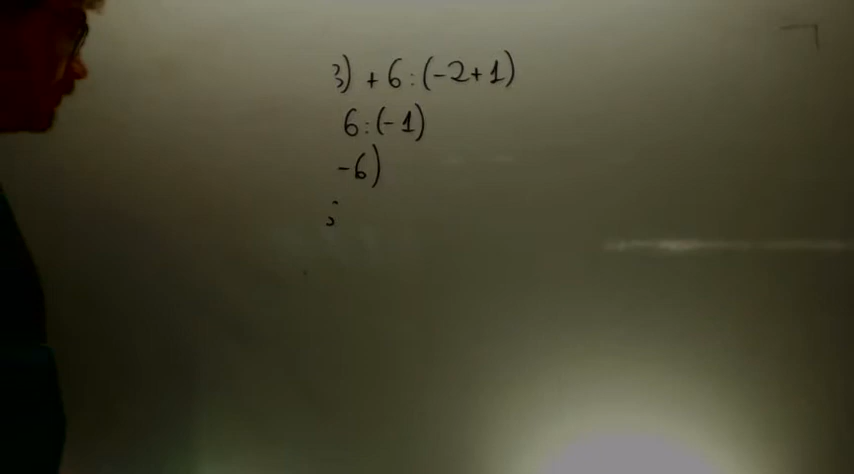 3) + 6 : (-2+1)
6:(-1)
-6)